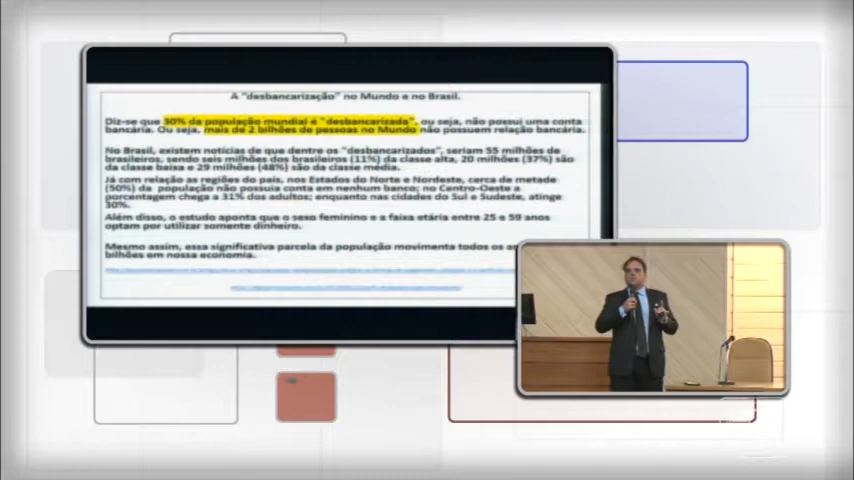 A "desbancarização" no Mundo e no Brasil.
Diz-se que 30% da população mundial é "desbancarizada", ou seja, não possui uma conta
bancária. Ou seja, mais de 2 bilhões de pessoas no Mundo não possuem relação bancária.
No Brasil, existem notícias de que dentre os "desbancarizados", seriam 55 milhões de
brasileiros, sendo seis milhões dos brasileiros (11%) da classe alta, 20 milhões (37%) são
da classe baixa e 29 milhões (48%) são da classe média.
Já com relação as regiões do país, nos Estados do Norte e Nordeste, cerca de metade
(50%) da população não possuia conta em nenhum banco; no Centro-Oeste a
porcentagem chega a 31% dos adultos; enquanto nas cidades do Sul e Sudeste, atinge
30%.
Além disso, o estudo aponta que o sexo feminino e a faixa etária entre 25 e 59 anos
optam por utilizar somente dinheiro.
Mesmo assim, essa significativa parcela da população movimenta todos os
bilhões em nossa economia.